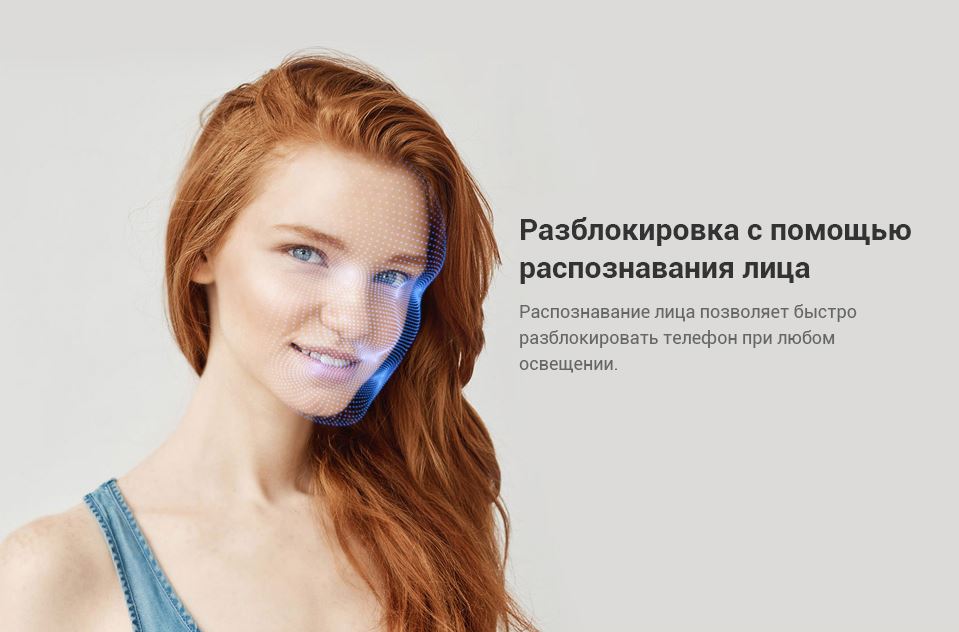 Разблокировка с помощью
распознавания лица
Распознавание лица позволяет быстро
разблокировать телефон при любом
освещении.